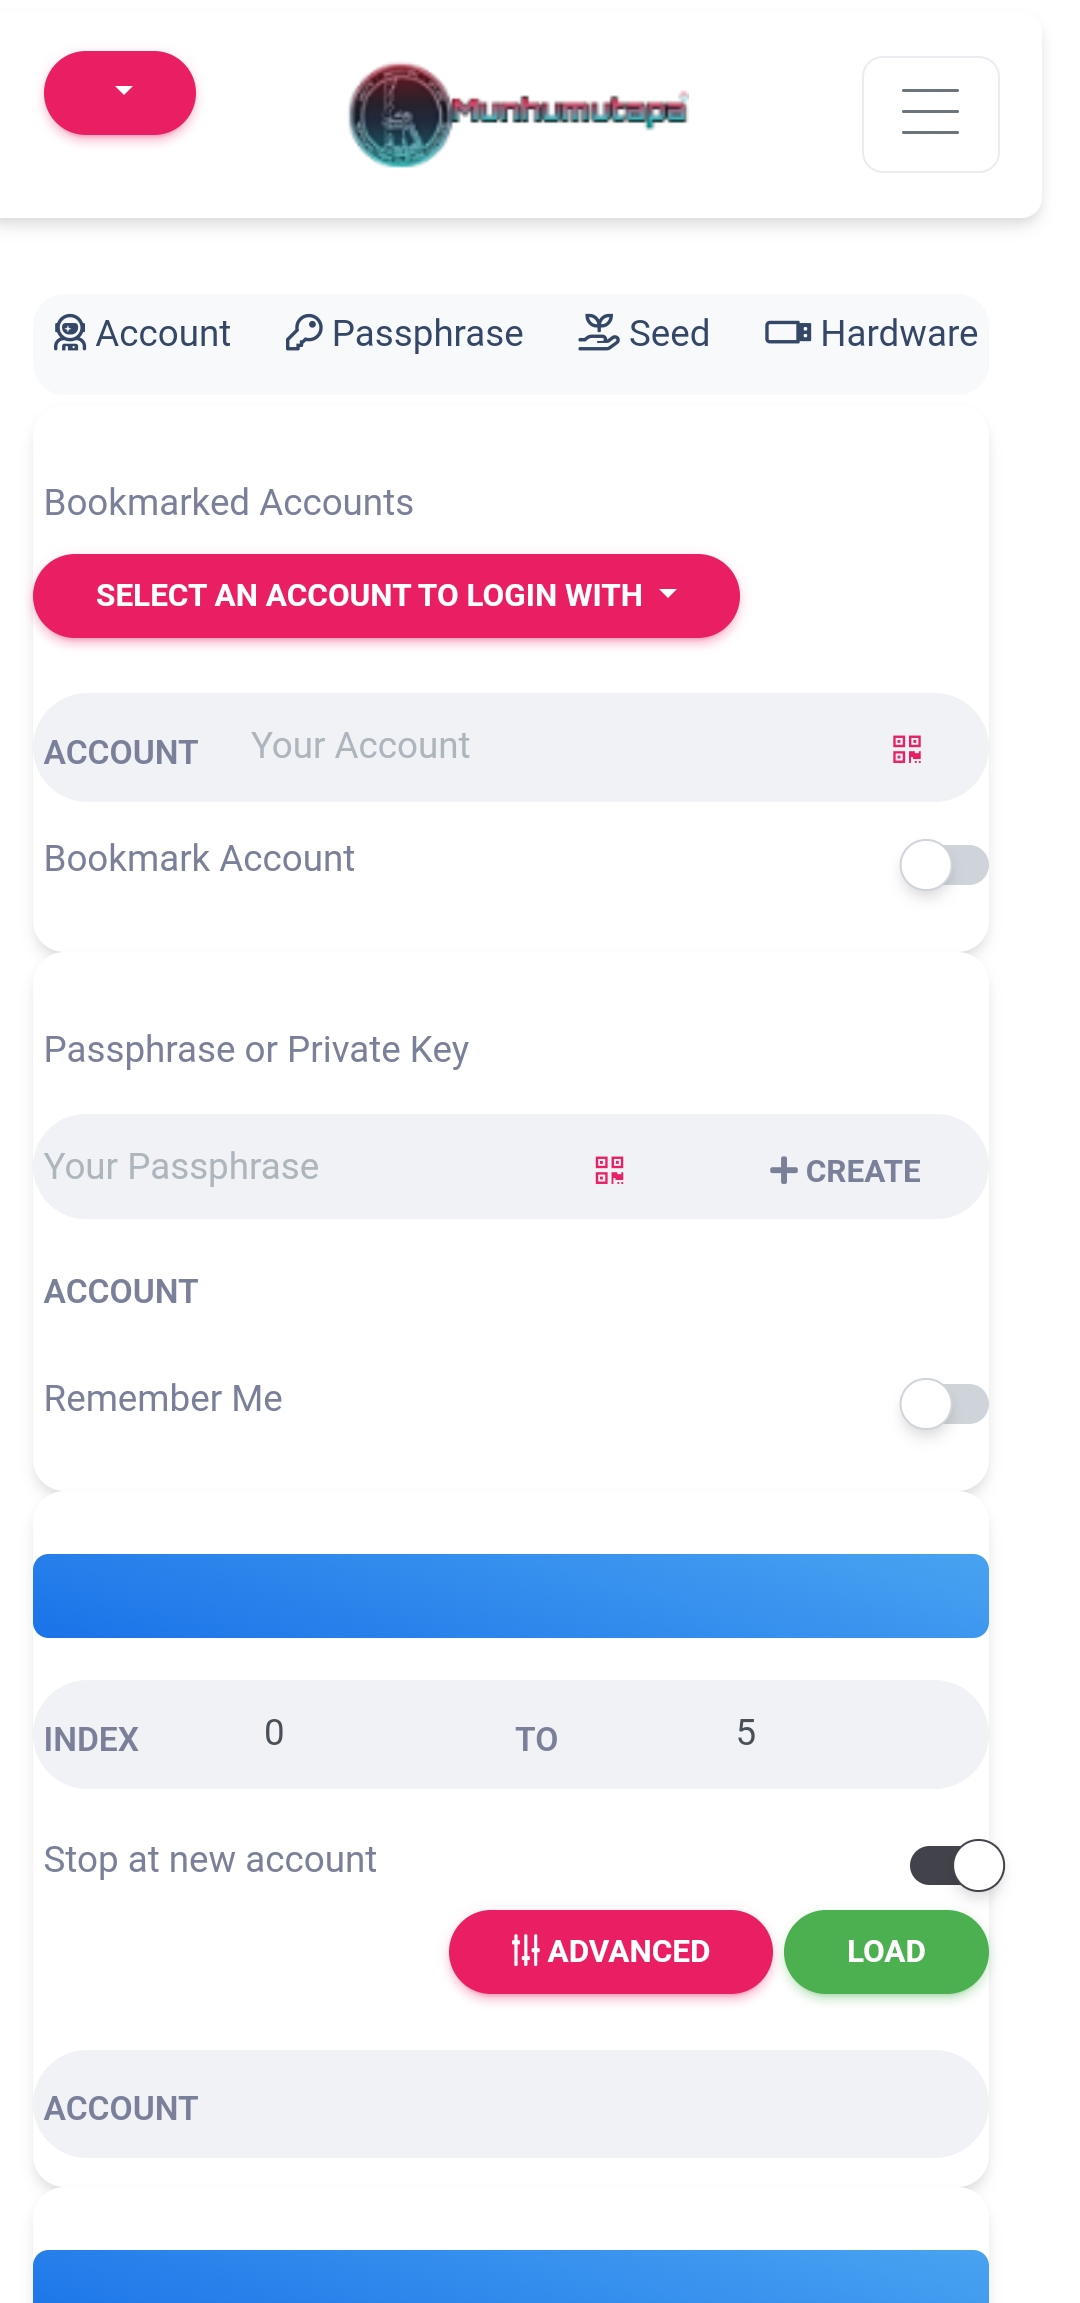 Munhumutapa
Account Passphrase Seed Hardware
Bookmarked Accounts
SELECT AN ACCOUNT TO LOGIN WITH
ACCOUNT Your Account
Bookmark Account
Passphrase or Private Key
Your Passphrase CREATE
ACCOUNT
Remember Me
INDEX 0 TO 5
Stop at new account
ADVANCED LOAD
ACCOUNT